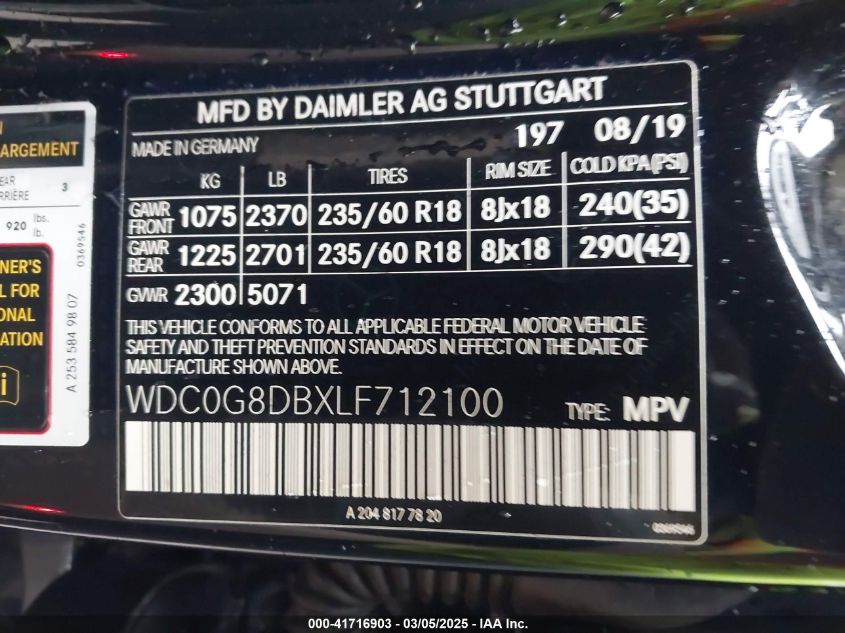 N
ARGEMENT
EAR
RRIÈRE 3
920 lbs.
lb.
0369546
NER'S
L FOR
ONAL
ATION
i
A 253 584 98 07
MFD BY DAIMLER AG STUTTGART
MADE IN GERMANY 197 08/19
KG LB TIRES RIM SIZE COLD KPA(PSI)
GAWR FRONT 1075 2370 235/60 R18 8Jx18 240(35)
GAWR REAR 1225 2701 235/60 R18 8Jx18 290(42)
GVWR 2300 5071
THIS VEHICLE CONFORMS TO ALL APPLICABLE FEDERAL MOTOR VEHICLE
SAFETY AND THEFT PREVENTION STANDARDS IN EFFECT ON THE DATE OF
MANUFACTURE SHOWN ABOVE.
WDC0G8DBXLF712100 TYPE: MPV
A 204 817 78 20
0369546
000-41716903 - 03/05/2025 - IAA Inc.